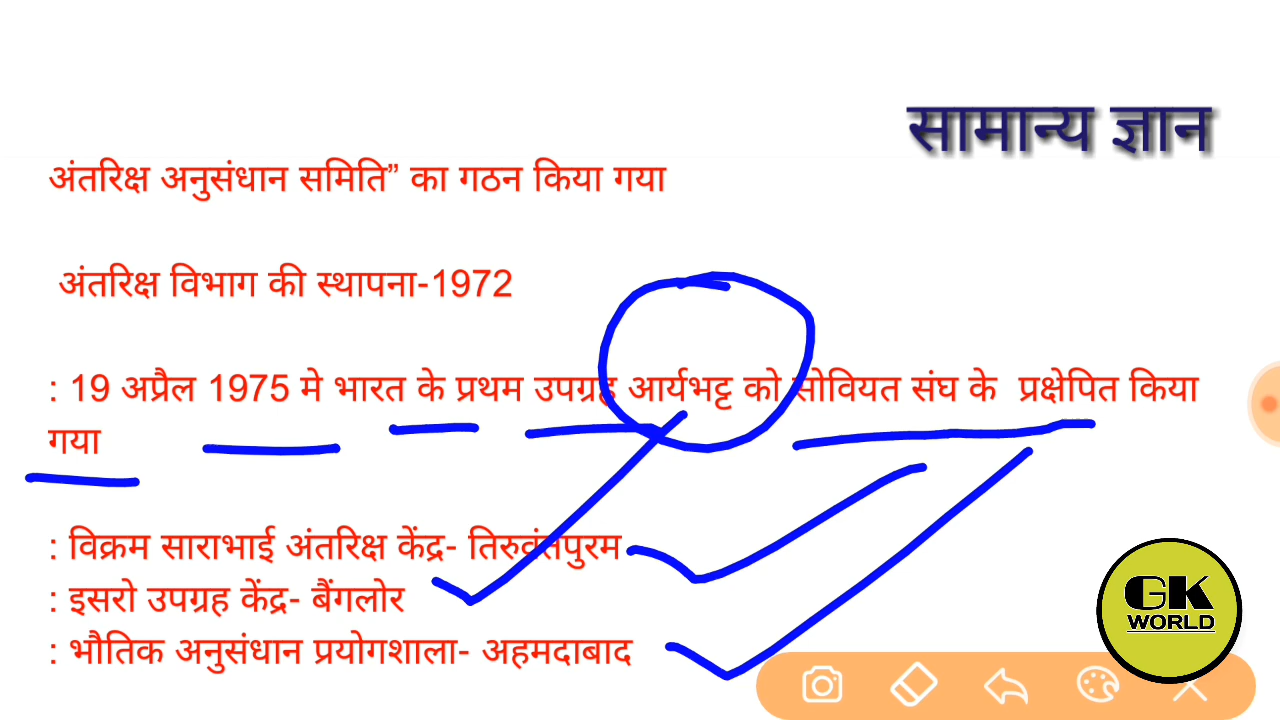 सामान्य ज्ञान
अंतरिक्ष अनुसंधान समिति” का गठन किया गया
अंतरिक्ष विभाग की स्थापना-1972
: 19 अप्रैल 1975 मे भारत के प्रथम उपग्रह आर्यभट्ट को सोवियत संघ के प्रक्षेपित किया
गया
: विक्रम साराभाई अंतरिक्ष केंद्र- तिरुवंतपुरम
: इसरो उपग्रह केंद्र- बैंगलोर
: भौतिक अनुसंधान प्रयोगशाला- अहमदाबाद
GK
WORLD